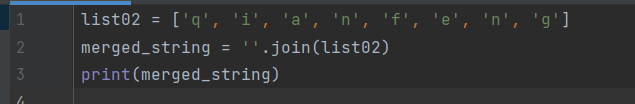 1 list02 = ['q', 'i', 'a', 'n', 'f', 'e', 'n', 'g']
2 merged_string = ''.join(list02)
3 print(merged_string)
4